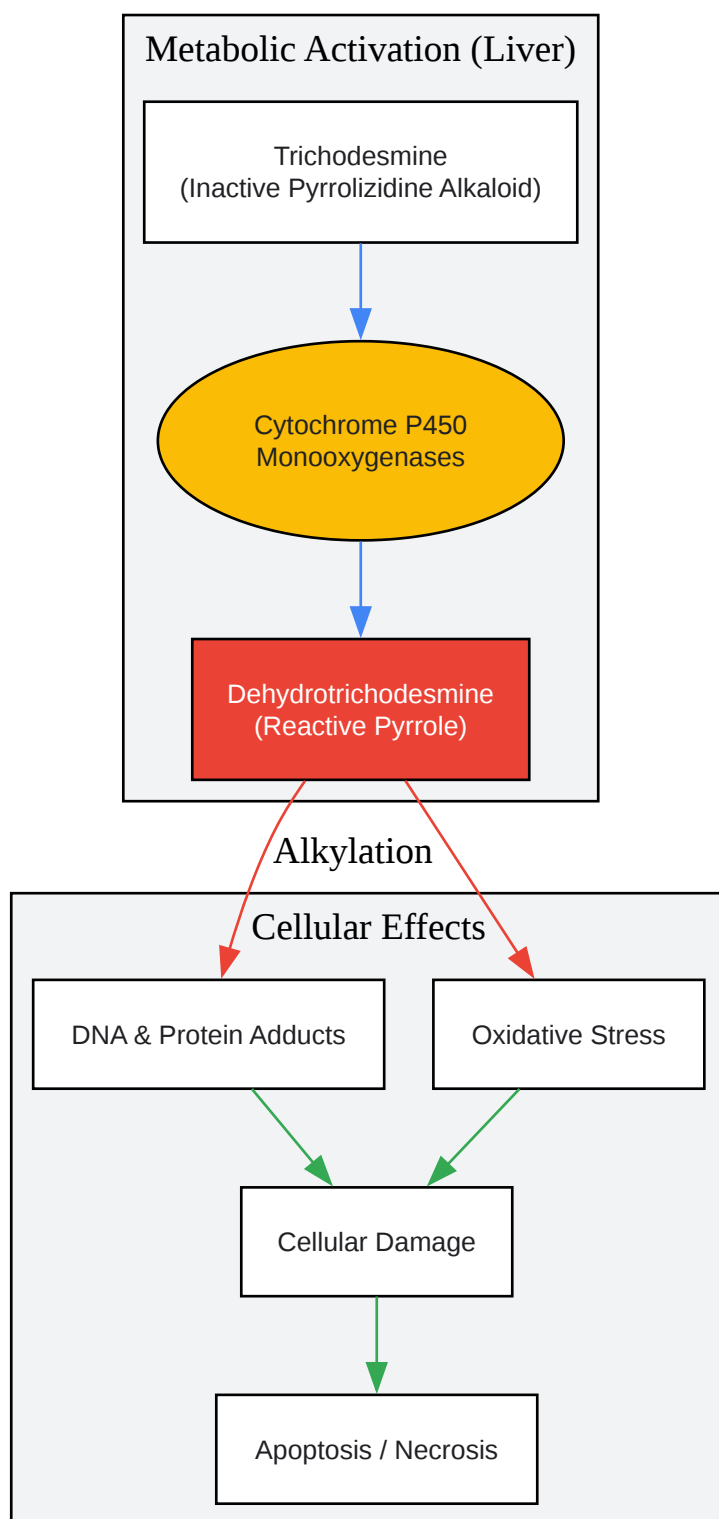 Metabolic Activation (Liver)
Trichodesmine
(Inactive Pyrrolizidine Alkaloid)
Cytochrome P450
Monooxygenases
Dehydrotrichodesmine
(Reactive Pyrrole)
Alkylation
Cellular Effects
DNA & Protein Adducts
Oxidative Stress
Cellular Damage
Apoptosis / Necrosis